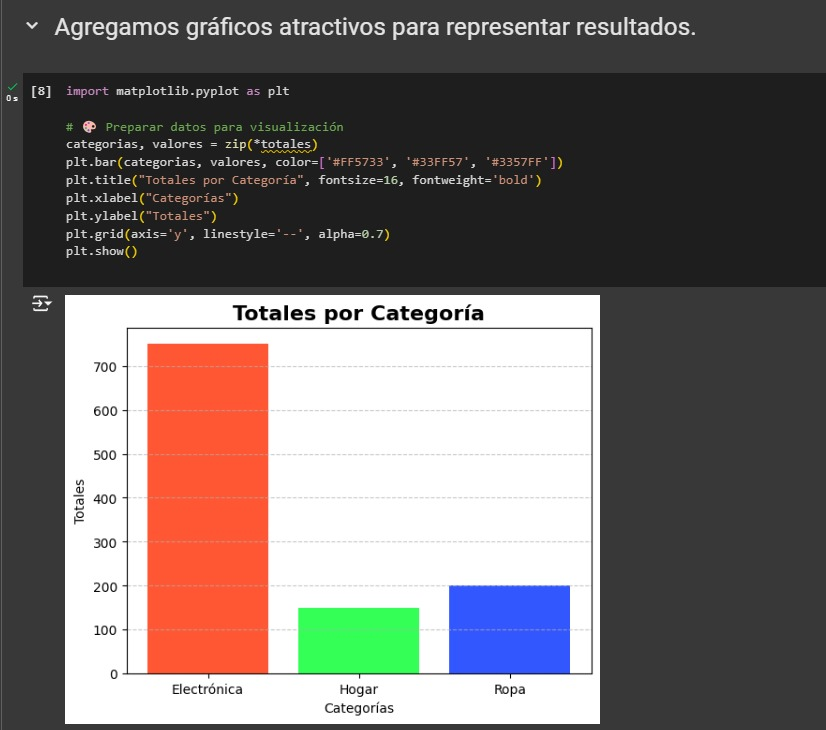 Agregamos gráficos atractivos para representar resultados.
0s
[8] import matplotlib.pyplot as plt
# 🎨 Preparar datos para visualización
categorias, valores = zip(*totales)
plt.bar(categorias, valores, color=['#FF5733', '#33FF57', '#3357FF'])
plt.title("Totales por Categoría", fontsize=16, fontweight='bold')
plt.xlabel("Categorías")
plt.ylabel("Totales")
plt.grid(axis='y', linestyle='--', alpha=0.7)
plt.show()
Totales por Categoría
Totales
700
600
500
400
300
200
100
0
Electrónica Hogar Ropa
Categorías